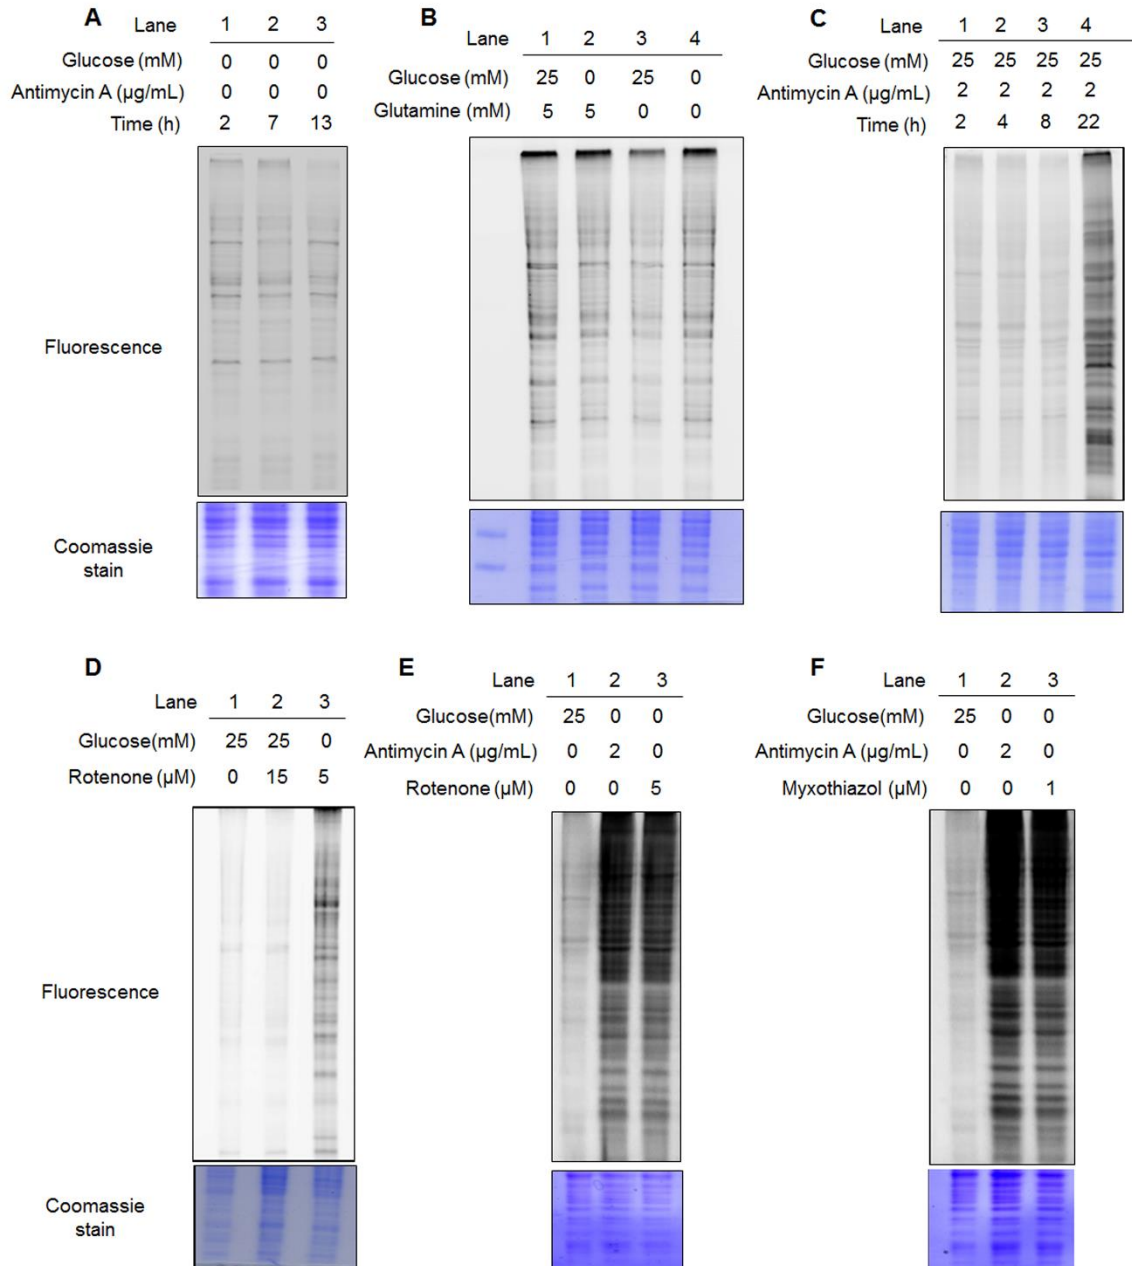 A
Lane 1 2 3
Glucose (mM) 0 0 0
Antimycin A (µg/mL) 0 0 0
Time (h) 2 7 13
B
Lane 1 2 3 4
Glucose (mM) 25 0 25 0
Glutamine (mM) 5 5 0 0
C
Lane 1 2 3 4
Glucose (mM) 25 25 25 25
Antimycin A (µg/mL) 2 2 2 2
Time (h) 2 4 8 22
Fluorescence
Coomassie
stain
D
Lane 1 2 3
Glucose(mM) 25 25 0
Rotenone (µM) 0 15 5
E
Lane 1 2 3
Glucose(mM) 25 0 0
Antimycin A (µg/mL) 0 2 0
Rotenone (µM) 0 0 5
F
Lane 1 2 3
Glucose(mM) 25 0 0
Antimycin A (µg/mL) 0 2 0
Myxothiazol (µM) 0 0 1
Fluorescence
Coomassie
stain